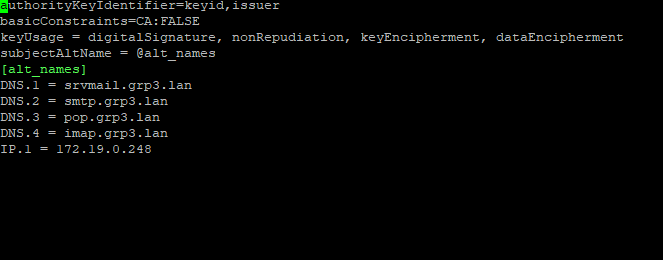 authorityKeyIdentifier=keyid,issuer
basicConstraints=CA:FALSE
keyUsage = digitalSignature, nonRepudiation, keyEncipherment, dataEncipherment
subjectAltName = @alt_names
[alt_names]
DNS.1 = srvmail.grp3.lan
DNS.2 = smtp.grp3.lan
DNS.3 = pop.grp3.lan
DNS.4 = imap.grp3.lan
IP.1 = 172.19.0.248